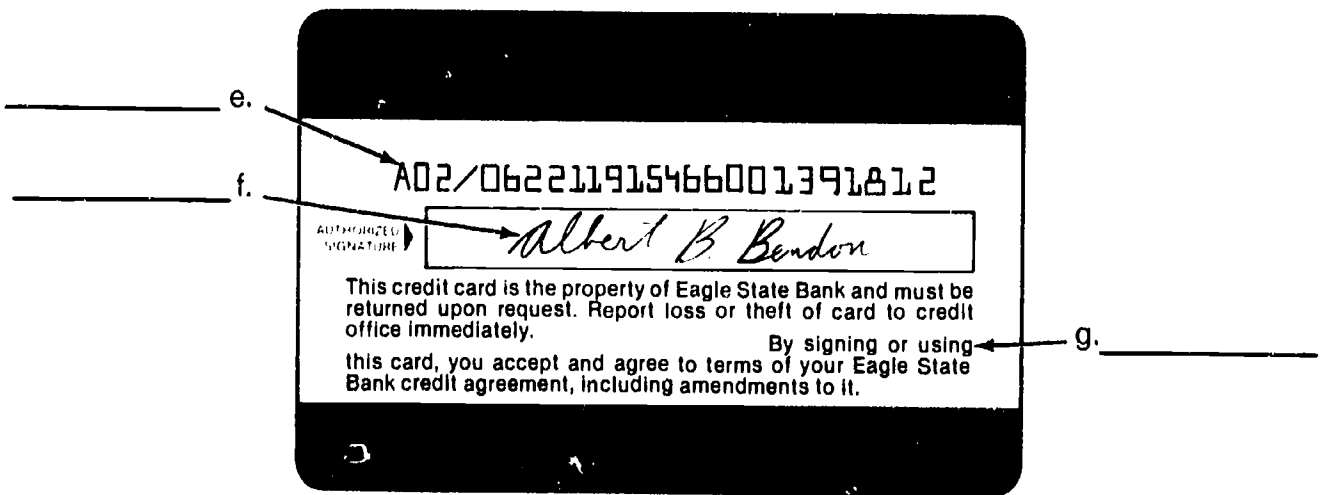 e.
A02/0622119154660013918​12
f.
AUTHORIZED SIGNATURE
Albert B. Bendon
This credit card is the property of Eagle State Bank and must be
returned upon request. Report loss or theft of card to credit
office immediately.
By signing or using
g.
this card, you accept and agree to terms of your Eagle State
Bank credit agreement, including amendments to it.